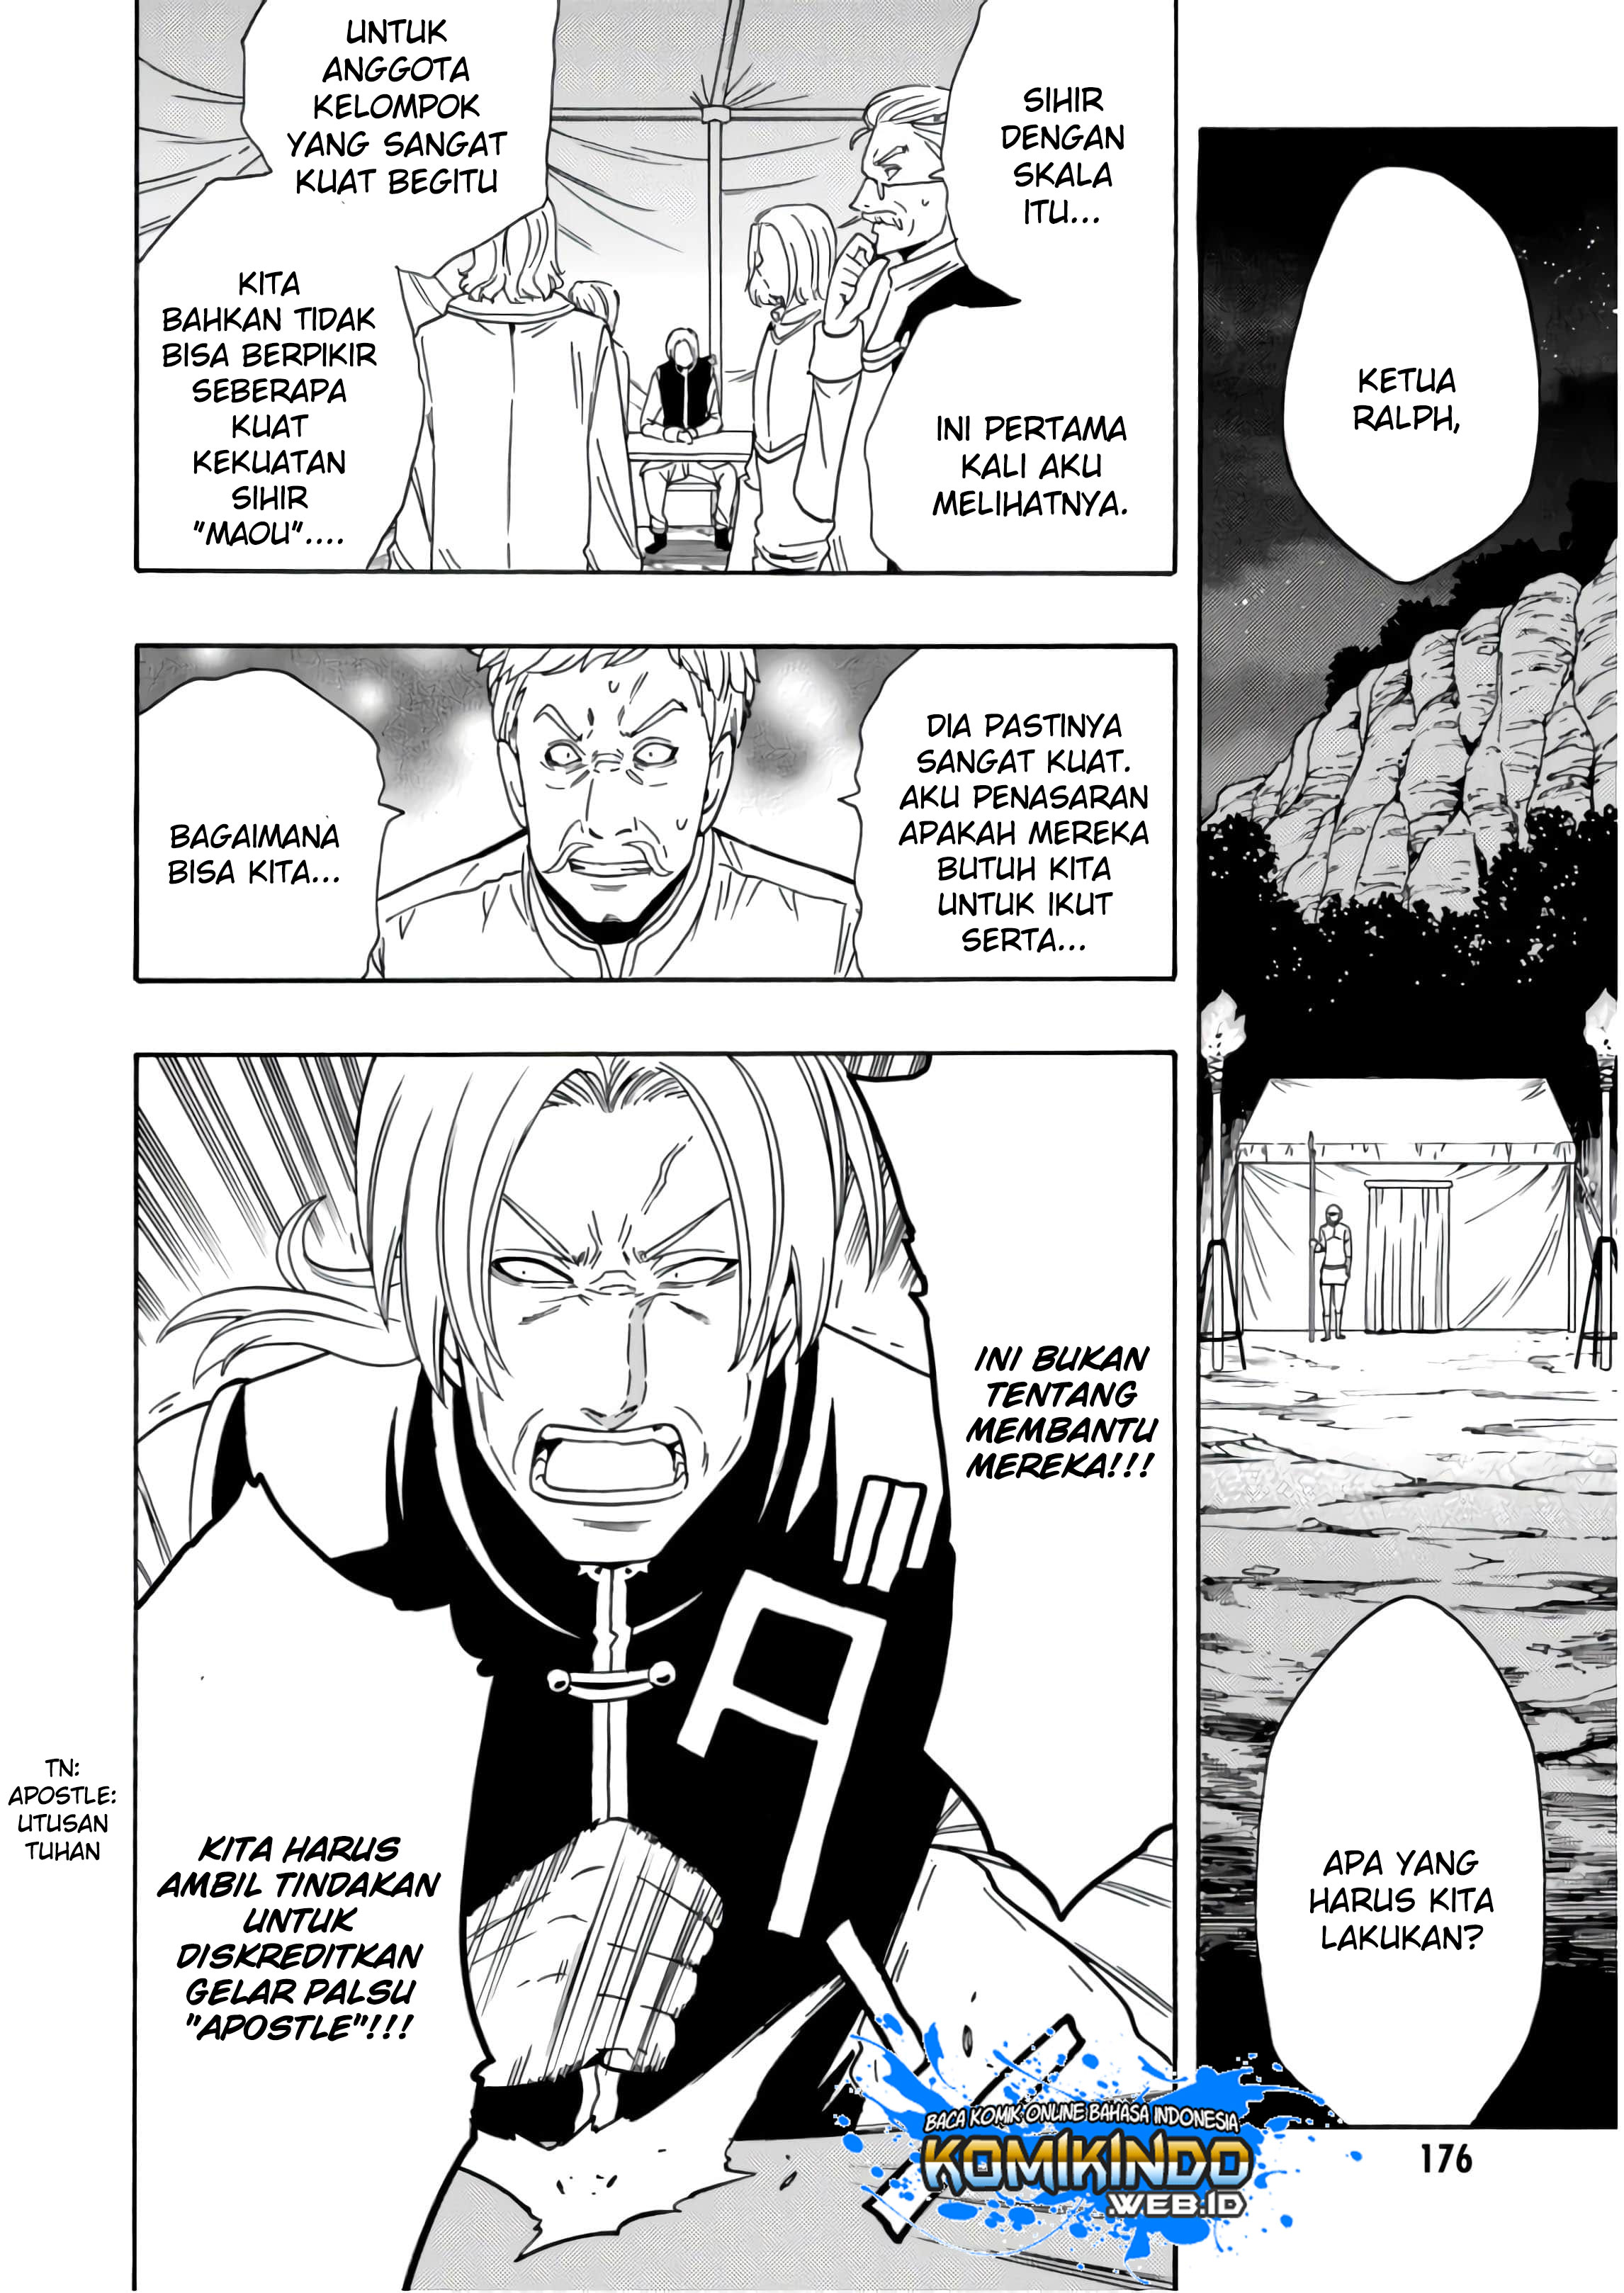 KETUA
RALPH,
APA YANG
HARUS KITA
LAKUKAN?
SIHIR
DENGAN
SKALA
ITU...
INI PERTAMA
KALI AKU
MELIHATNYA.
UNTUK
ANGGOTA
KELOMPOK
YANG SANGAT
KUAT BEGITU
KITA
BAHKAN TIDAK
BISA BERPIKIR
SEBERAPA
KUAT
KEKUATAN
SIHIR
"MAOU"....
DIA PASTINYA
SANGAT KUAT.
AKU PENASARAN
APAKAH MEREKA
BUTUH KITA
UNTUK IKUT
SERTA...
BAGAIMANA
BISA KITA...
INI BUKAN
TENTANG
MEMBANTU
MEREKA!!!
KITA HARUS
AMBIL TINDAKAN
UNTUK
DISKREDITKAN
GELAR PALSU
"APOSTLE"!!!
TN:
APOSTLE:
UTUSAN
TUHAN
BACA KOMIK ONLINE BAHASA INDONESIA
KOMIKINDO
.WEB.ID
176